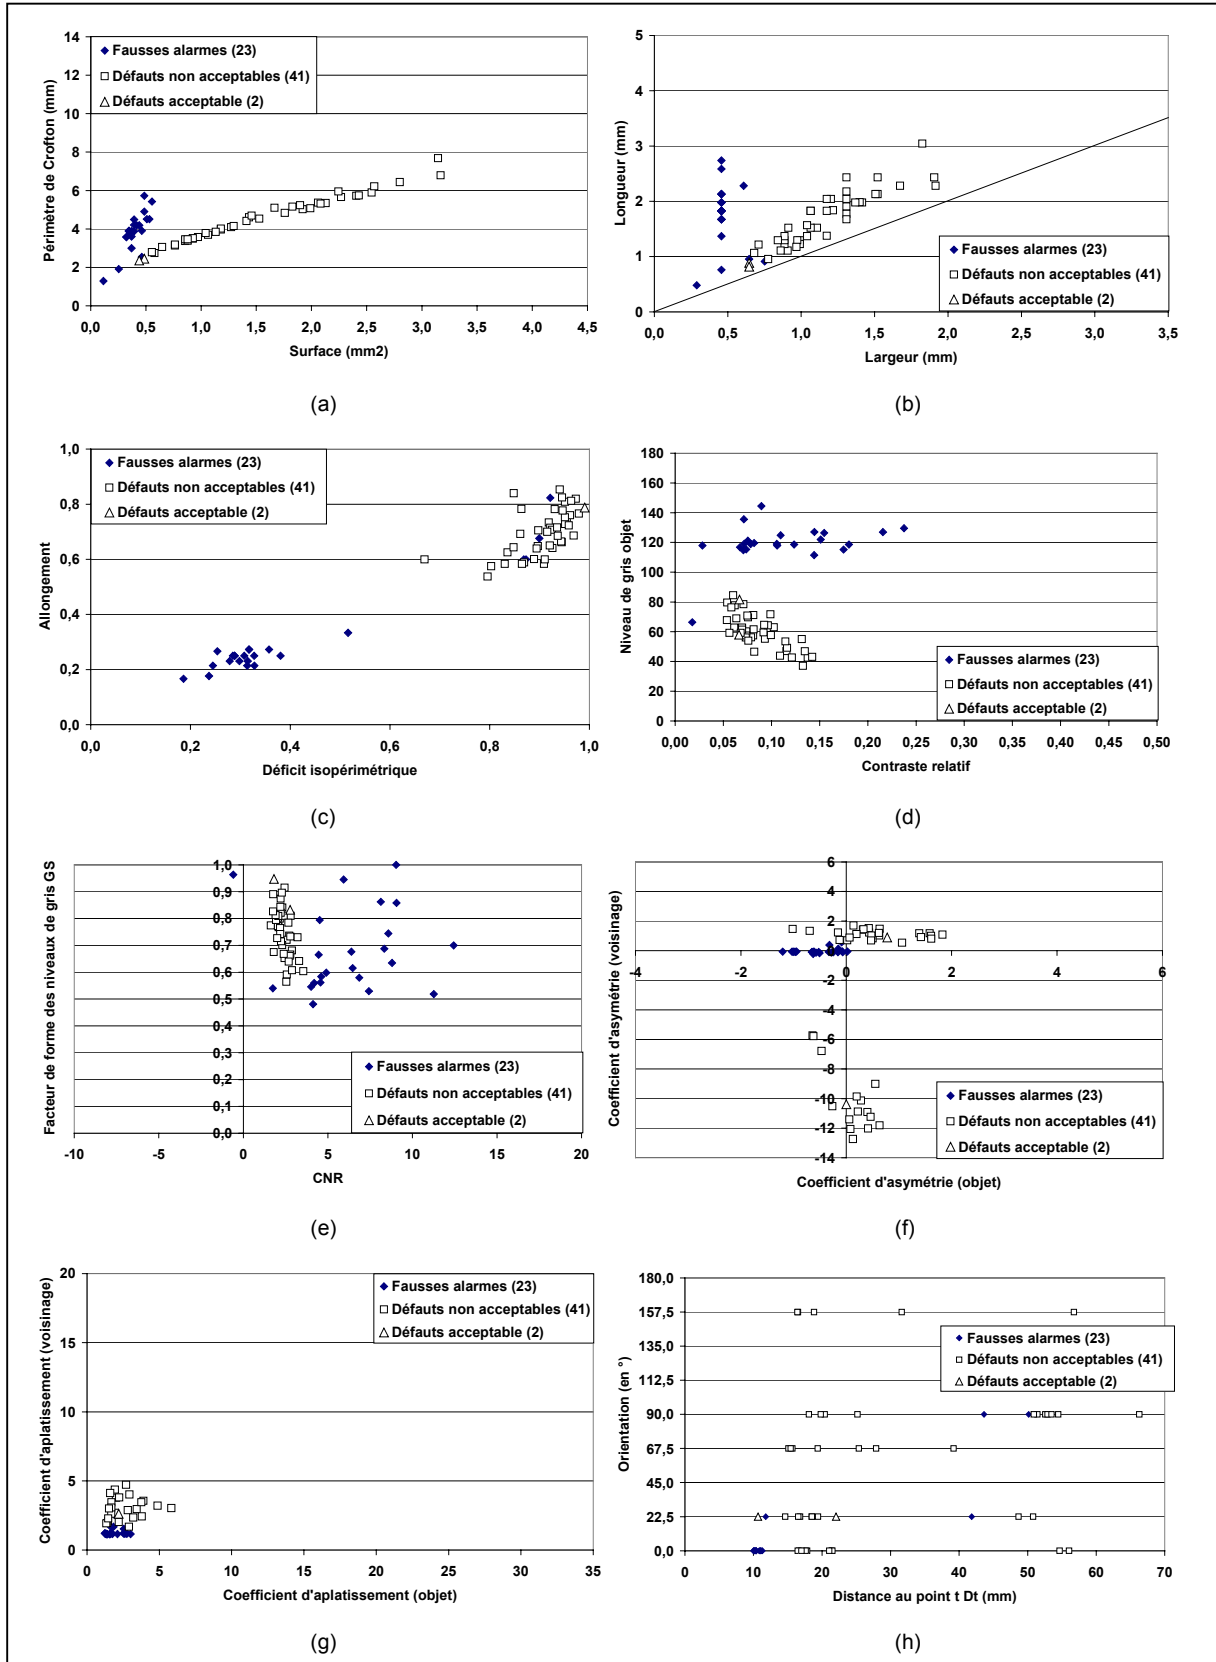 Périmètre de Crofton (mm)
14
12
10
8
6
4
2
0
0,0 0,5 1,0 1,5 2,0 2,5 3,0 3,5 4,0 4,5
Surface (mm2)
Fausses alarmes (23)
Défauts non acceptables (41)
Défauts acceptable (2)
(a)
Longueur (mm)
5
4
3
2
1
0
0,0 0,5 1,0 1,5 2,0 2,5 3,0 3,5
Largeur (mm)
Fausses alarmes (23)
Défauts non acceptables (41)
Défauts acceptable (2)
(b)
Allongement
1,0
0,8
0,6
0,4
0,2
0,0
0,0 0,2 0,4 0,6 0,8 1,0
Déficit isopérimétrique
Fausses alarmes (23)
Défauts non acceptables (41)
Défauts acceptable (2)
(c)
Niveau de gris objet
180
160
140
120
100
80
60
40
20
0
0,00 0,05 0,10 0,15 0,20 0,25 0,30 0,35 0,40 0,45 0,50
Contraste relatif
Fausses alarmes (23)
Défauts non acceptables (41)
Défauts acceptable (2)
(d)
Facteur de forme des niveaux de gris GS
1,0
0,9
0,8
0,7
0,6
0,5
0,4
0,3
0,2
0,1
0,0
-10 -5 0 5 10 15 20
CNR
Fausses alarmes (23)
Défauts non acceptables (41)
Défauts acceptable (2)
(e)
Coefficient d'asymétrie (voisinage)
6
4
2
0
-2
-4
-6
-8
-10
-12
-14
-4 -2 0 2 4 6
Coefficient d'asymétrie (objet)
Fausses alarmes (23)
Défauts non acceptables (41)
Défauts acceptable (2)
(f)
Coefficient d'aplatissement (voisinage)
20
15
10
5
0
0 5 10 15 20 25 30 35
Coefficient d'aplatissement (objet)
Fausses alarmes (23)
Défauts non acceptables (41)
Défauts acceptable (2)
(g)
Orientation (en °)
180,0
157,5
135,0
112,5
90,0
67,5
45,0
22,5
0,0
0 10 20 30 40 50 60 70
Distance au point t Dt (mm)
Fausses alarmes (23)
Défauts non acceptables (41)
Défauts acceptable (2)
(h)